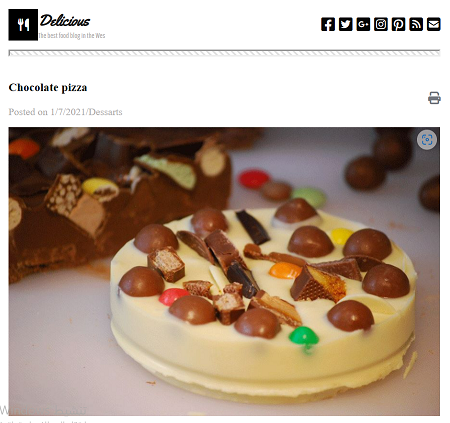 Delicious
The best food blog in the Wes
Chocolate pizza
Posted on 1/7/2021/Dessarts